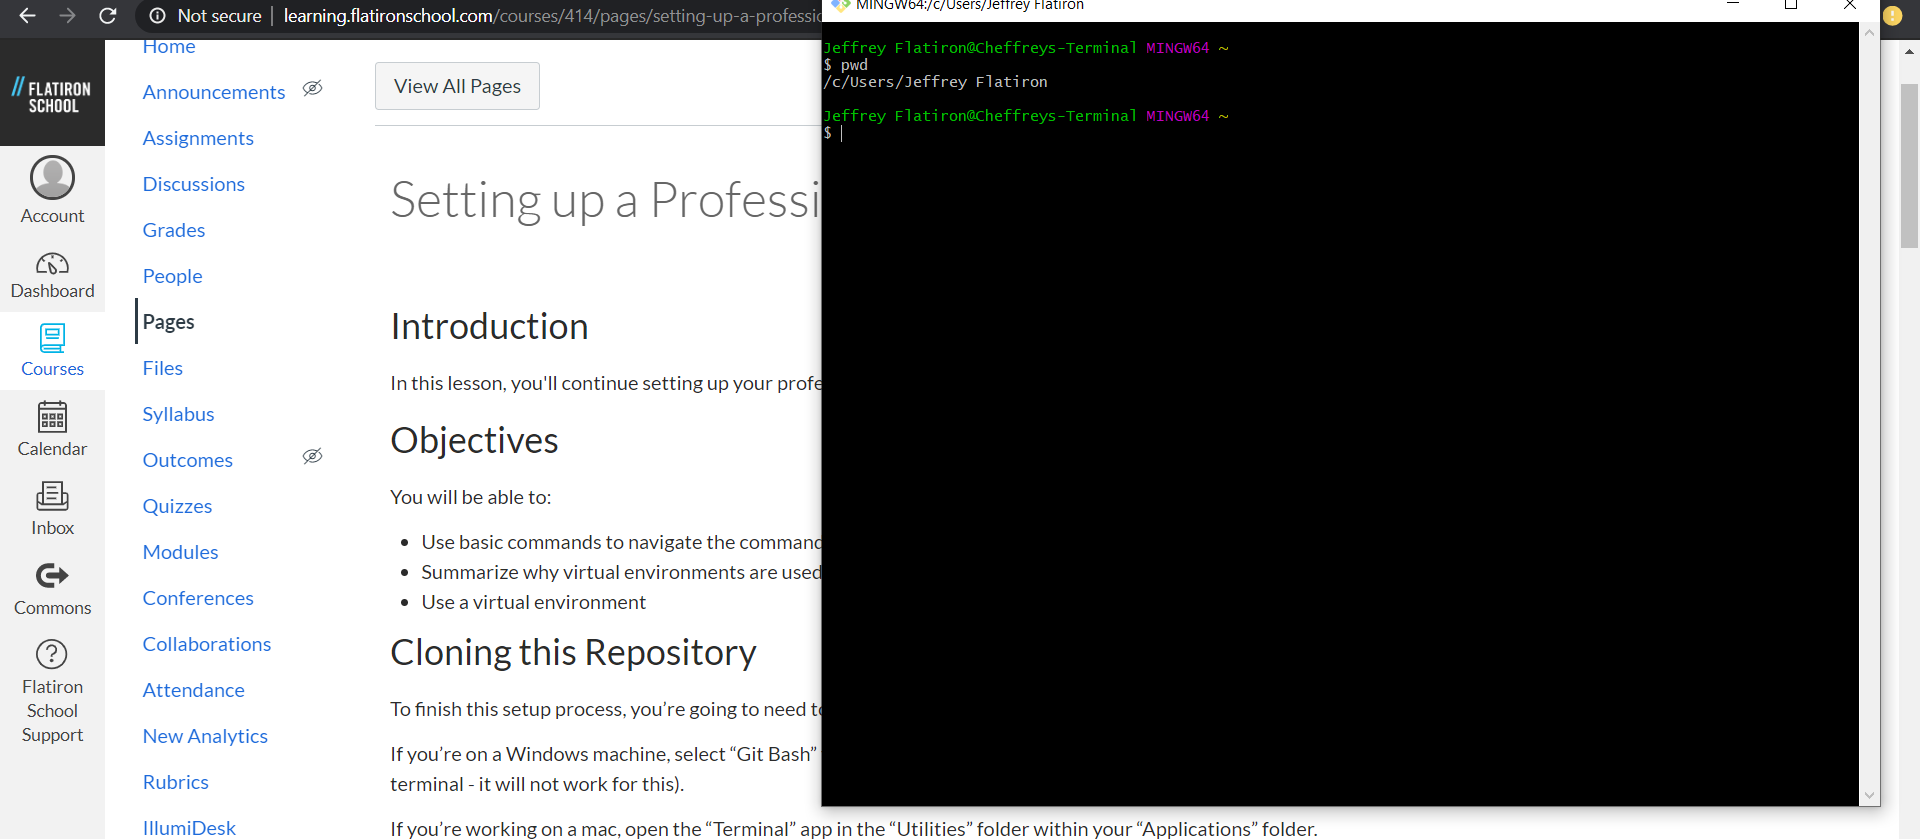 Not secure | learning.flatironschool.com/courses/414/pages/setting-up-a-professio
MINGW64:/c/Users/Jeffrey Flatiron
// FLATIRON
SCHOOL
Account
Dashboard
Courses
Calendar
Inbox
Commons
Flatiron
School
Support
Home
Announcements
Assignments
Discussions
Grades
People
Pages
Files
Syllabus
Outcomes
Quizzes
Modules
Conferences
Collaborations
Attendance
New Analytics
Rubrics
IllumiDesk
View All Pages
Setting up a Professi
Introduction
In this lesson, you'll continue setting up your profe
Objectives
You will be able to:
• Use basic commands to navigate the command
• Summarize why virtual environments are used
• Use a virtual environment
Cloning this Repository
To finish this setup process, you’re going to need to
If you’re on a Windows machine, select “Git Bash”
terminal - it will not work for this).
If you’re working on a mac, open the “Terminal” app in the “Utilities” folder within your “Applications” folder.
Jeffrey Flatiron@Cheffreys-Terminal MINGW64 ~
$ pwd
/c/Users/Jeffrey Flatiron
Jeffrey Flatiron@Cheffreys-Terminal MINGW64 ~
$